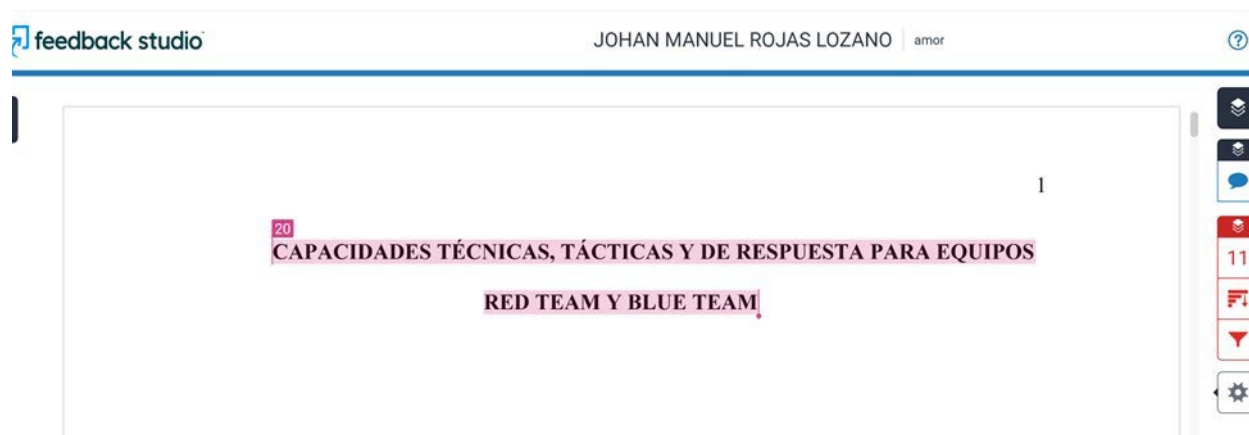 feedback studio
JOHAN MANUEL ROJAS LOZANO amor
1
20
CAPACIDADES TÉCNICAS, TÁCTICAS Y DE RESPUESTA PARA EQUIPOS
RED TEAM Y BLUE TEAM
11